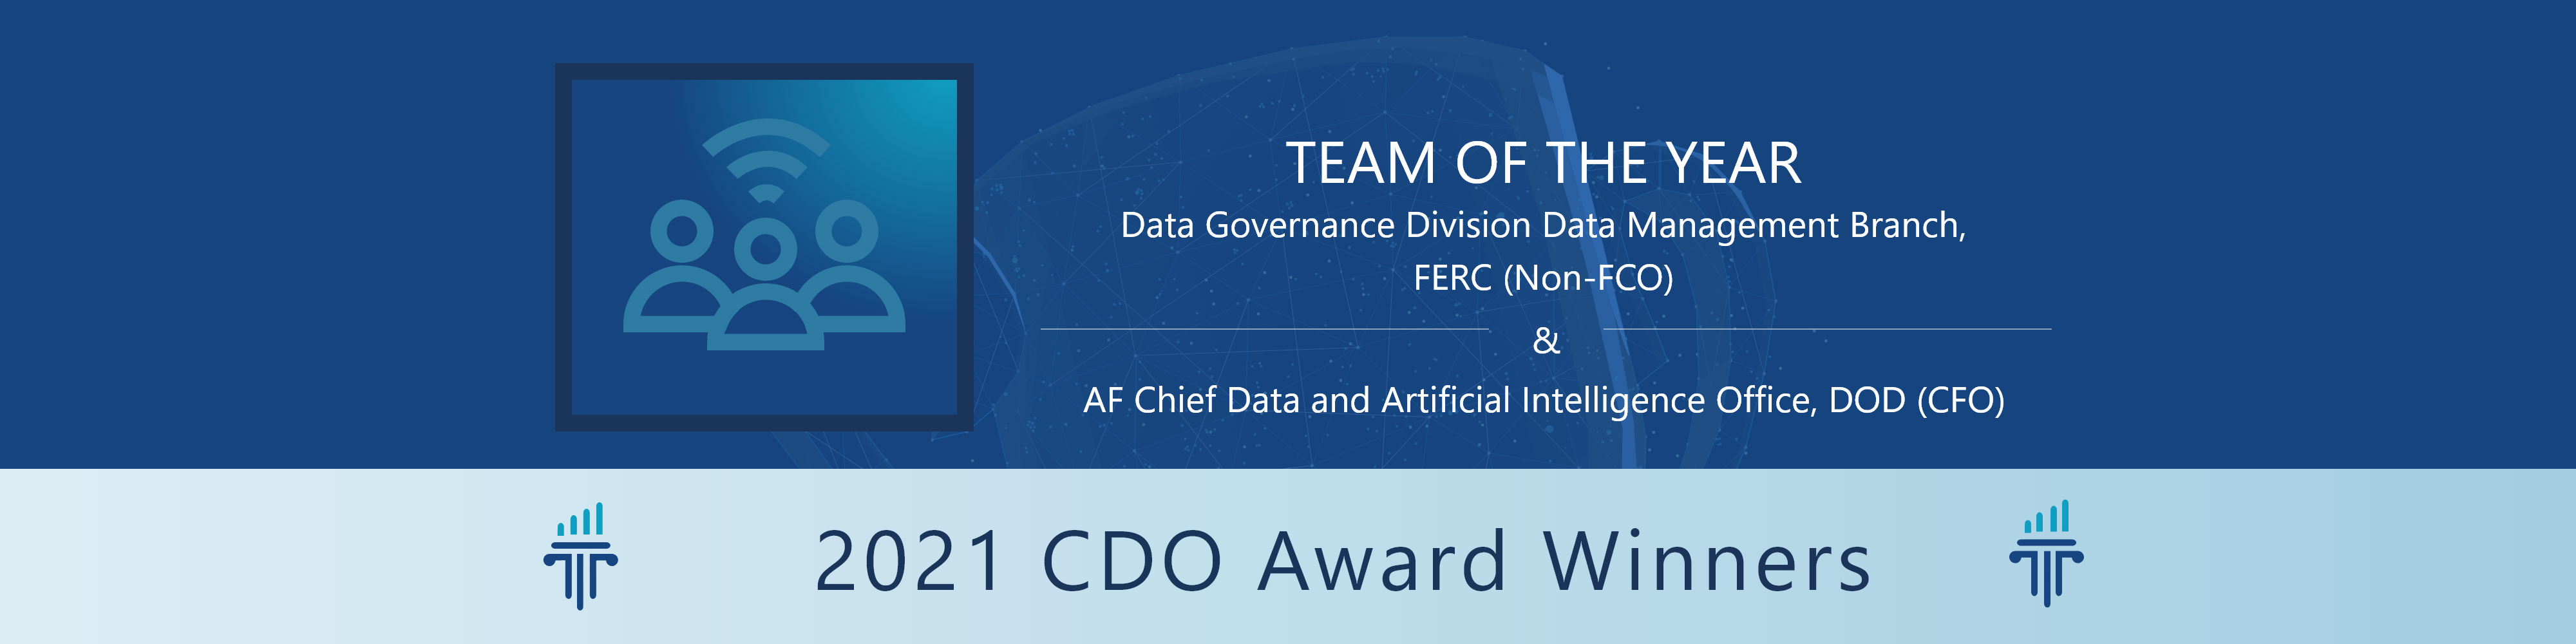 TEAM OF THE YEAR
Data Governance Division Data Management Branch,
FERC (Non-FCO)
&
AF Chief Data and Artificial Intelligence Office, DOD (CFO)
2021 CDO Award Winners